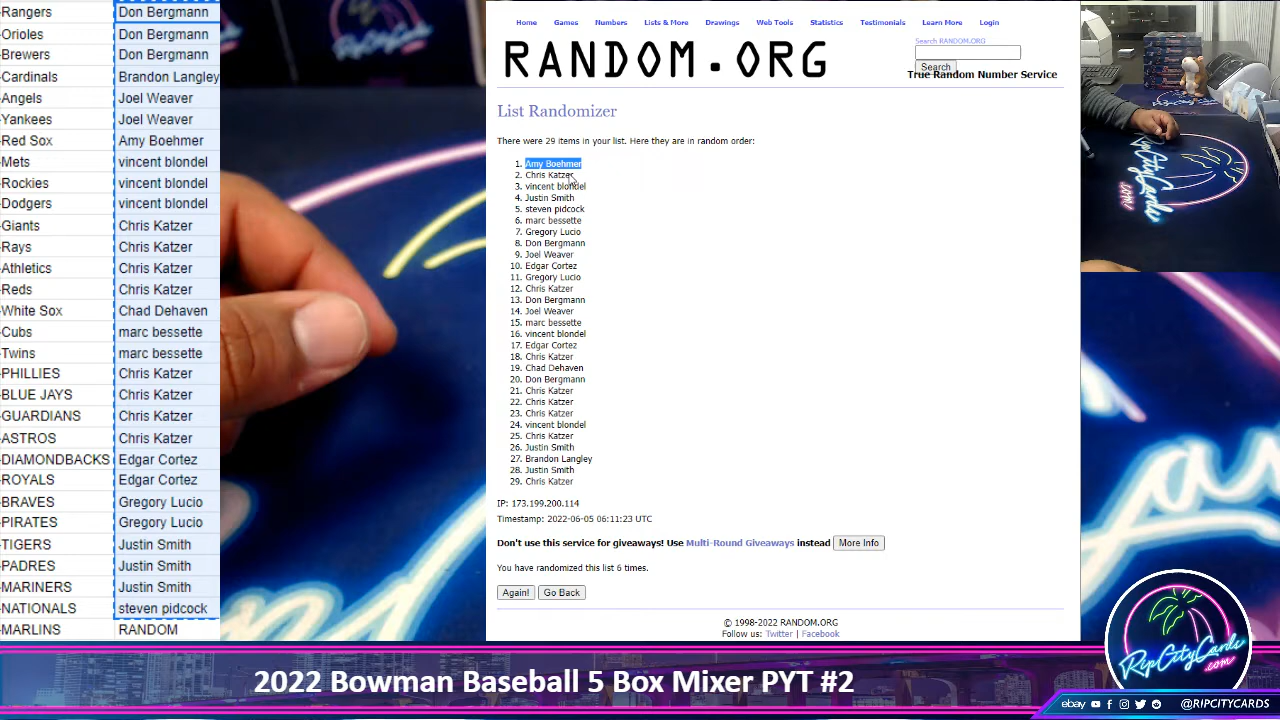 Rangers Don Bergmann
Orioles Don Bergmann
Brewers Don Bergmann
Cardinals Brandon Langley
Angels Joel Weaver
Yankees Joel Weaver
Red Sox Amy Boehmer
Mets vincent blondel
Rockies vincent blondel
Dodgers vincent blondel
Giants Chris Katzer
Rays Chris Katzer
Athletics Chris Katzer
Reds Chris Katzer
White Sox Chad Dehaven
Cubs marc bessette
Twins marc bessette
PHILLIES Chris Katzer
BLUE JAYS Chris Katzer
GUARDIANS Chris Katzer
ASTROS Chris Katzer
DIAMONDBACKS Edgar Cortez
ROYALS Edgar Cortez
BRAVES Gregory Lucio
PIRATES Gregory Lucio
TIGERS Justin Smith
PADRES Justin Smith
MARINERS Justin Smith
NATIONALS steven pidcock
MARLINS RANDOM
Home Games Numbers Lists & More Drawings Web Tools Statistics Testimonials Learn More Login
RANDOM.ORG
Search RANDOM.ORG
Search
True Random Number Service
List Randomizer
There were 29 items in your list. Here they are in random order:
1. Amy Boehmer
2. Chris Katzer
3. vincent blondel
4. Justin Smith
5. steven pidcock
6. marc bessette
7. Gregory Lucio
8. Don Bergmann
9. Joel Weaver
10. Edgar Cortez
11. Gregory Lucio
12. Chris Katzer
13. Don Bergmann
14. Joel Weaver
15. marc bessette
16. vincent blondel
17. Edgar Cortez
18. Chris Katzer
19. Chad Dehaven
20. Don Bergmann
21. Chris Katzer
22. Chris Katzer
23. Chris Katzer
24. vincent blondel
25. Chris Katzer
26. Justin Smith
27. Brandon Langley
28. Justin Smith
29. Chris Katzer
IP: 173.199.200.114
Timestamp: 2022-06-05 06:11:23 UTC
Don't use this service for giveaways! Use Multi-Round Giveaways instead More Info
You have randomized this list 6 times.
Again! Go Back
© 1998-2022 RANDOM.ORG
Follow us: Twitter | Facebook
RipCityCards
.com
2022 Bowman Baseball 5 Box Mixer PYT #2
RipCityCards
.com
ebay @RIPCITYCARDS